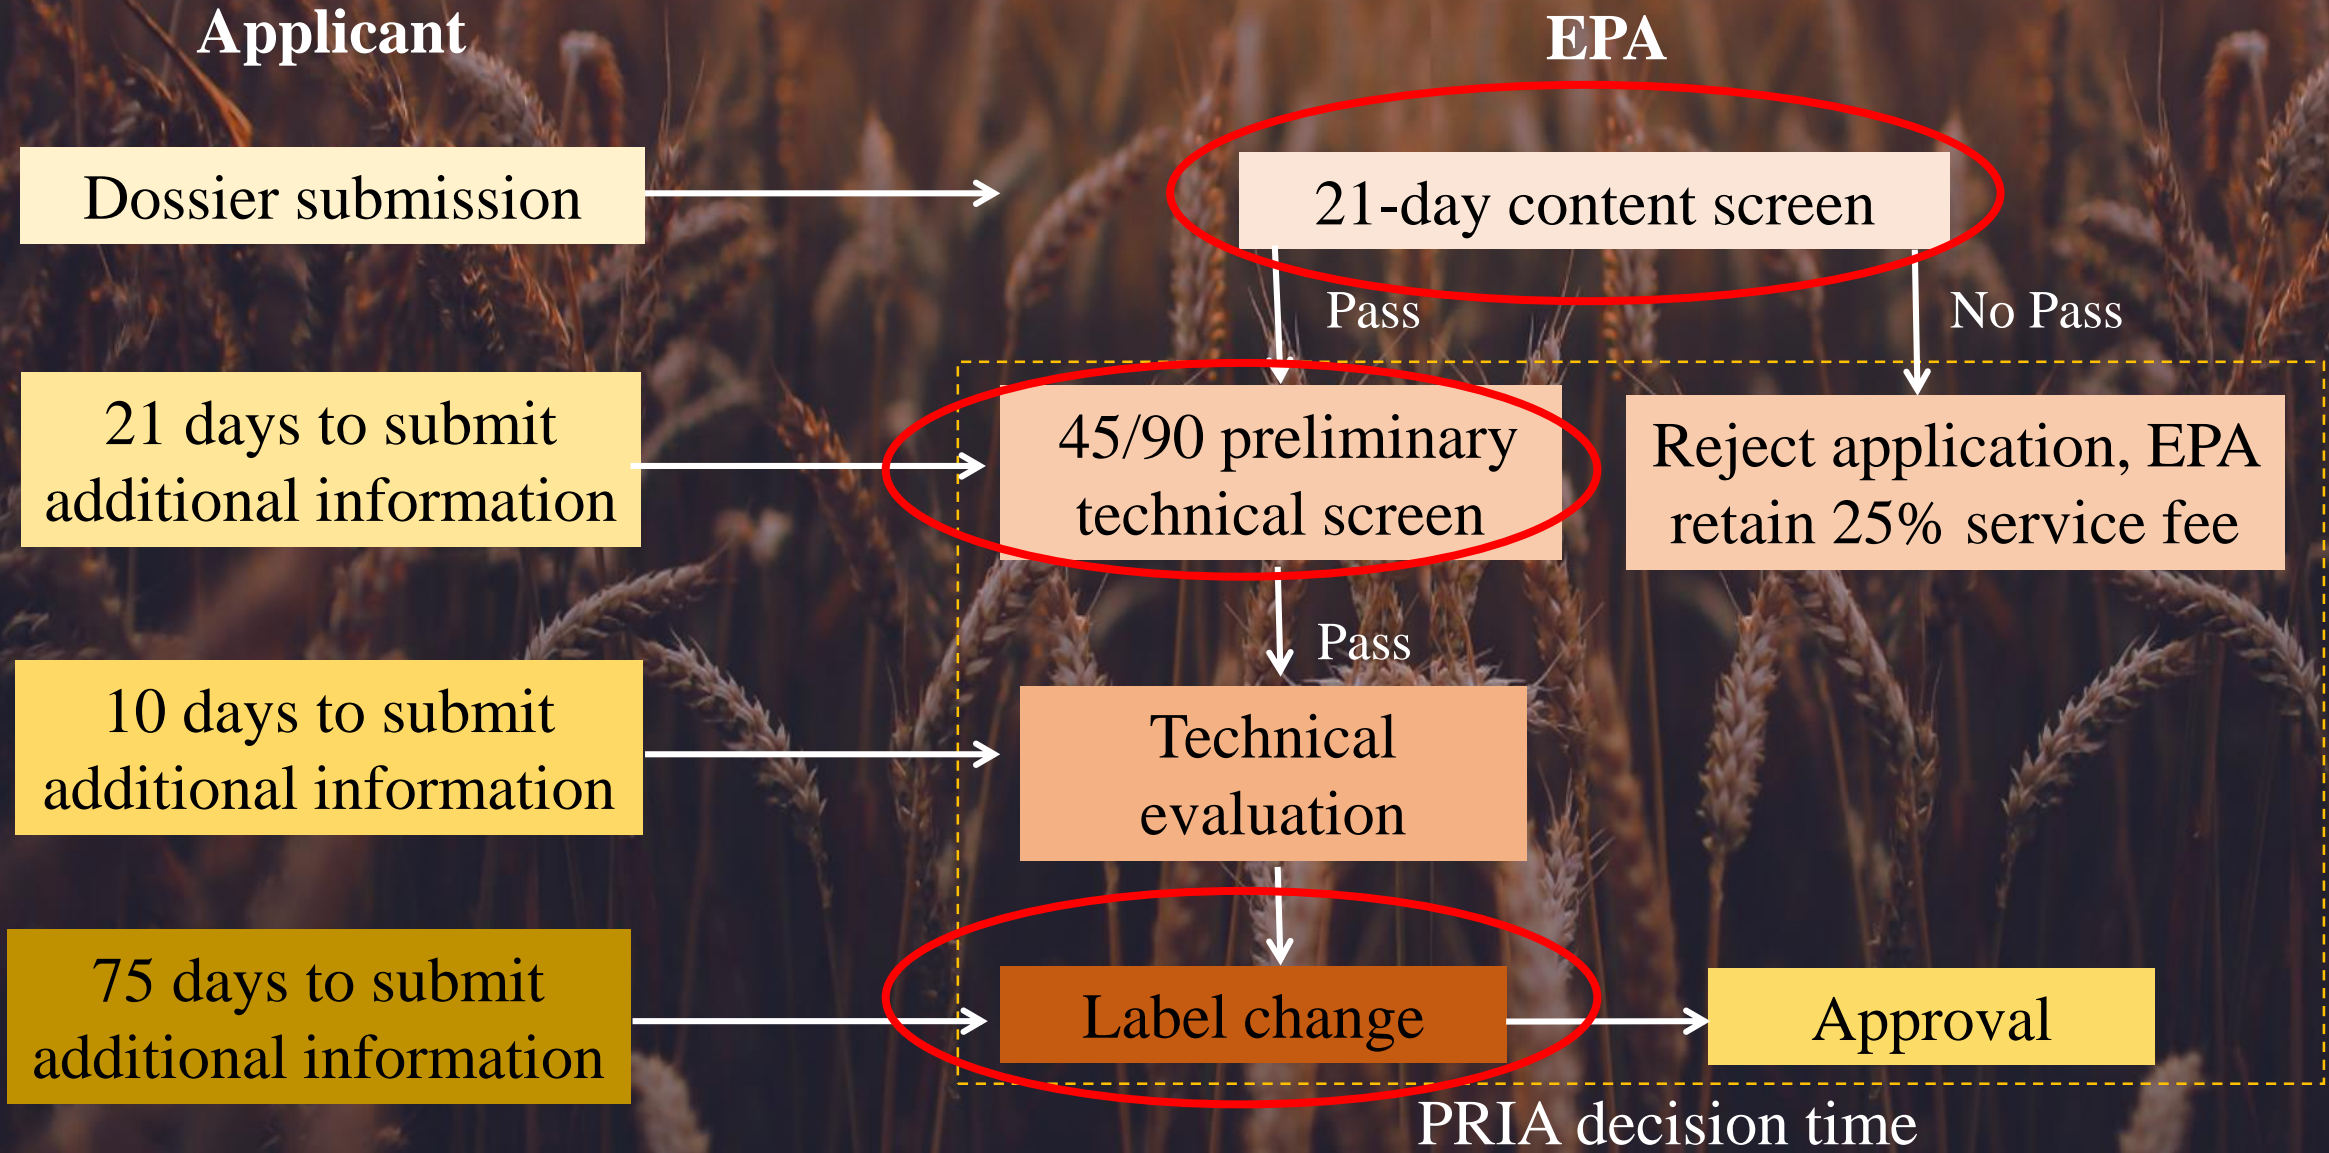 Applicant
EPA
Dossier submission
21-day content screen
Pass
No Pass
21 days to submit
additional information
45/90 preliminary
technical screen
Reject application, EPA
retain 25% service fee
Pass
10 days to submit
additional information
Technical
evaluation
75 days to submit
additional information
Label change
Approval
PRIA decision time